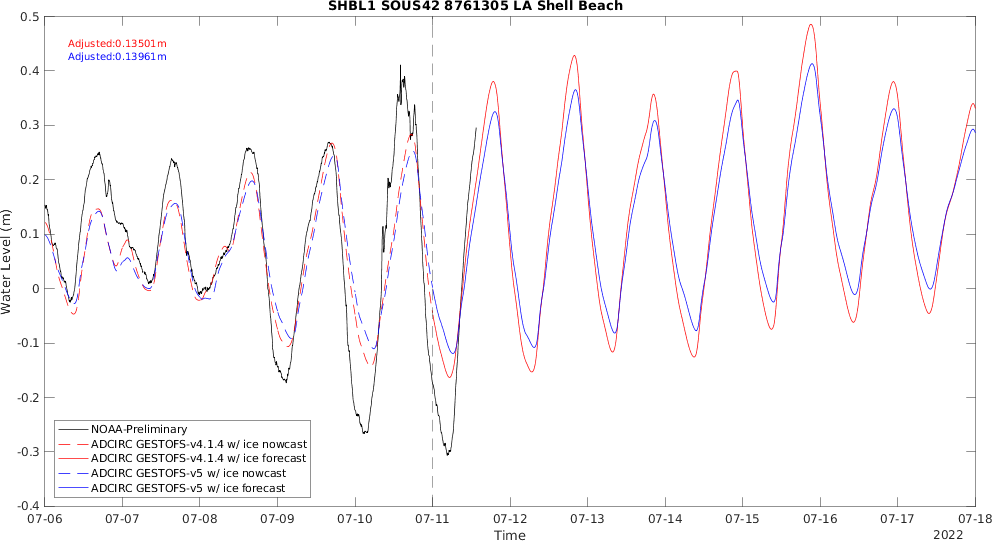 SHBL1 SOUS42 8761305 LA Shell Beach
Adjusted:0.13501m
Adjusted:0.13961m
0.5
0.4
0.3
0.2
0.1
0
-0.1
-0.2
-0.3
-0.4
Water Level (m)
NOAA-Preliminary
ADCIRC GESTOFS-v4.1.4 w/ ice nowcast
ADCIRC GESTOFS-v4.1.4 w/ ice forecast
ADCIRC GESTOFS-v5 w/ ice nowcast
ADCIRC GESTOFS-v5 w/ ice forecast
07-06 07-07 07-08 07-09 07-10 07-11 07-12 07-13 07-14 07-15 07-16 07-17 07-18
Time
2022